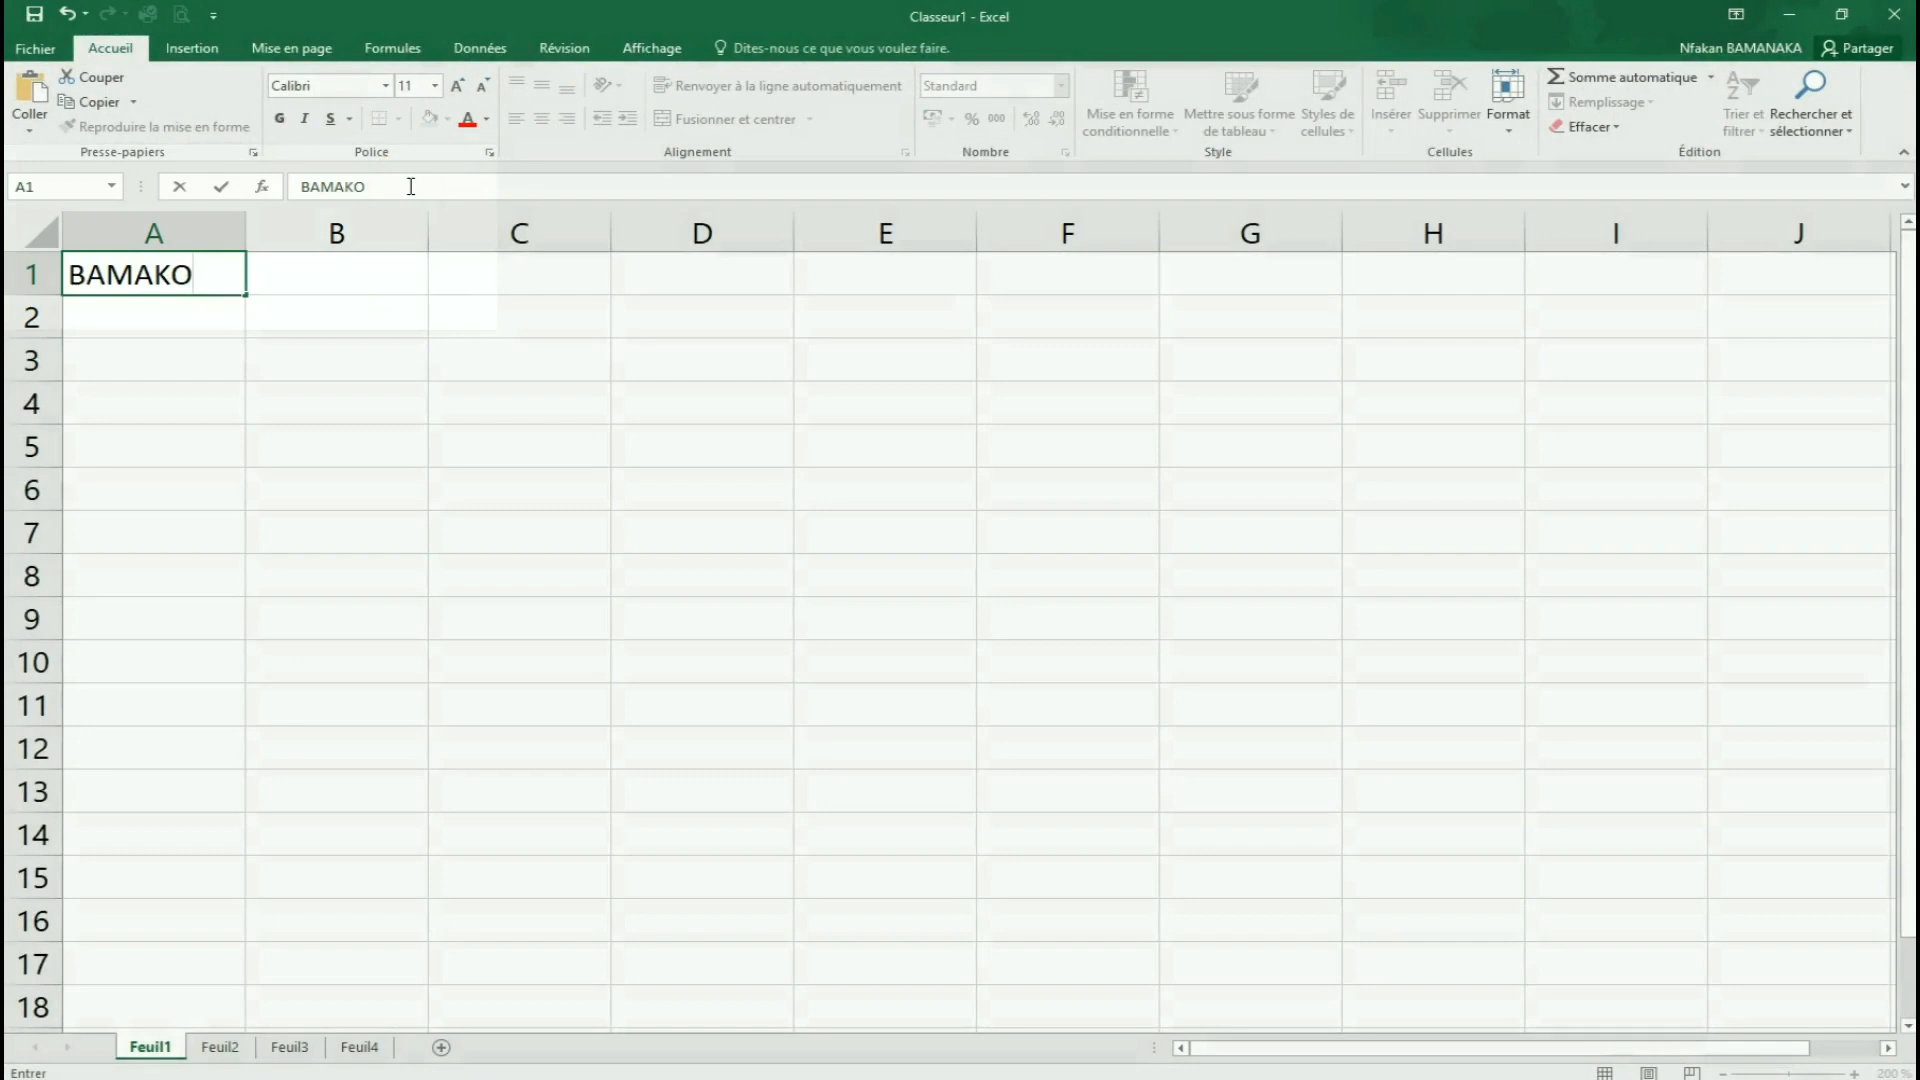 Classeur1 - Excel
Fichier Accueil Insertion Mise en page Formules Données Révision Affichage Dites-nous ce que vous voulez faire. Nfakan BAMANAKA Partager
Coller Couper
Copier
Reproduire la mise en forme
Presse-papiers
Calibri 11
G I S A
Police
Renvoyer à la ligne automatiquement
Fusionner et centrer
Alignement
Standard
% 000
Nombre
Mise en forme conditionnelle
Mettre sous forme de tableau
Styles de cellules
Style
Insérer Supprimer Format
Cellules
Somme automatique
Remplissage
Effacer
Trier et filtrer
Rechercher et sélectionner
Édition
A1 fx BAMAKO
A B C D E F G H I J
1 BAMAKO
2
3
4
5
6
7
8
9
10
11
12
13
14
15
16
17
18
Feuil1 Feuil2 Feuil3 Feuil4
Entrer 200 %